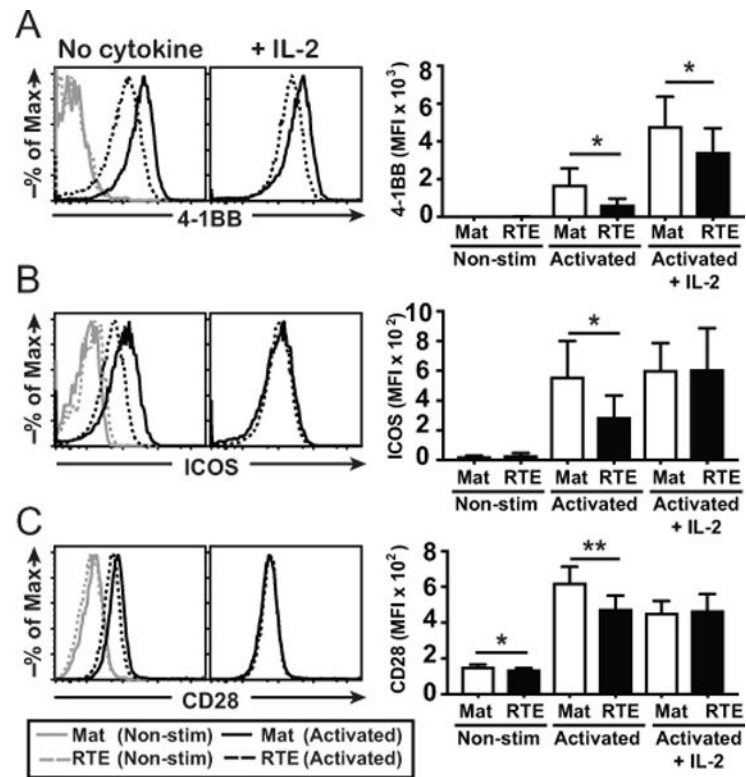 A
No cytokine + IL-2
–% of Max→
4-1BB
4-1BB (MFI x 10³)
8
6
4
2
0
*
*
Mat RTE Mat RTE Mat RTE
Non-stim Activated Activated
+ IL-2
B
–% of Max→
ICOS
ICOS (MFI x 10²)
10
8
6
4
2
0
*
Mat RTE Mat RTE Mat RTE
Non-stim Activated Activated
+ IL-2
C
–% of Max→
CD28
CD28 (MFI x 10²)
8
6
4
2
0
*
**
Mat RTE Mat RTE Mat RTE
Non-stim Activated Activated
+ IL-2
Mat (Non-stim) Mat (Activated)
RTE (Non-stim) RTE (Activated)